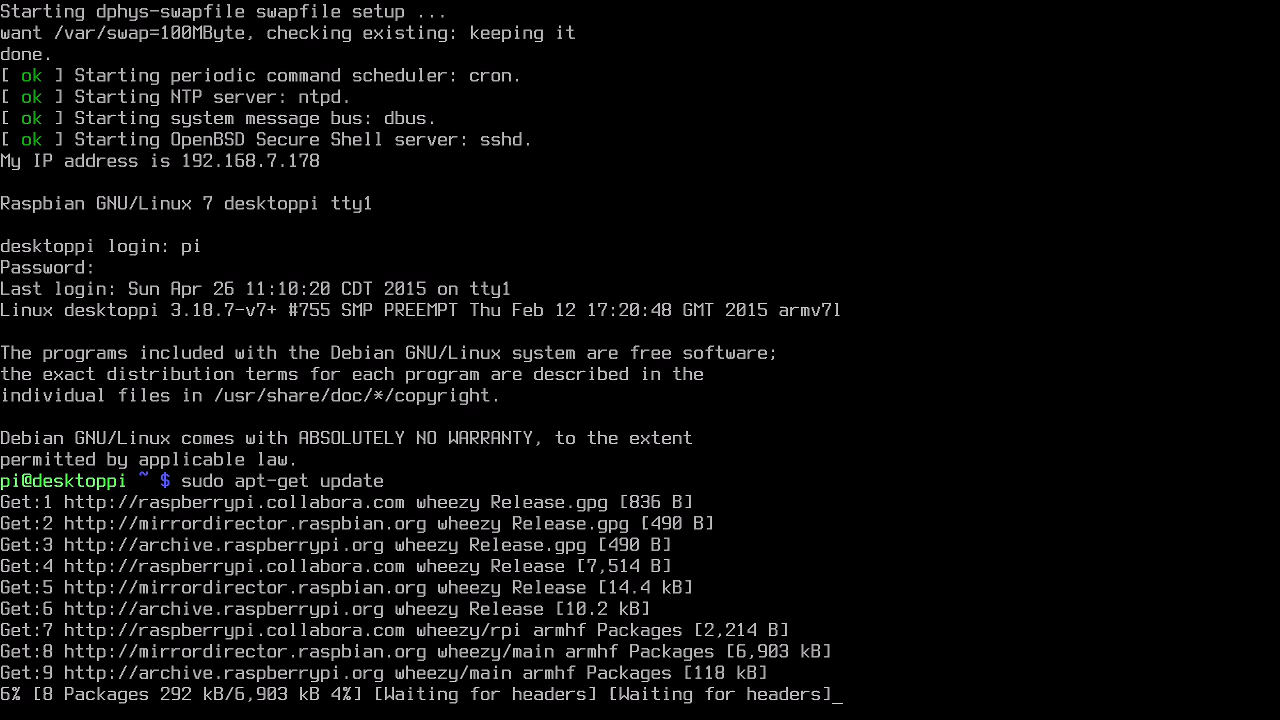 Starting dphys-swapfile swapfile setup ...
want /var/swap=100MByte, checking existing: keeping it
done.
[ ok ] Starting periodic command scheduler: cron.
[ ok ] Starting NTP server: ntpd.
[ ok ] Starting system message bus: dbus.
[ ok ] Starting OpenBSD Secure Shell server: sshd.
My IP address is 192.168.7.178
Raspbian GNU/Linux 7 desktoppi tty1
desktoppi login: pi
Password:
Last login: Sun Apr 26 11:10:20 CDT 2015 on tty1
Linux desktoppi 3.18.7-v7+ #755 SMP PREEMPT Thu Feb 12 17:20:48 GMT 2015 armv7l
The programs included with the Debian GNU/Linux system are free software;
the exact distribution terms for each program are described in the
individual files in /usr/share/doc/*/copyright.
Debian GNU/Linux comes with ABSOLUTELY NO WARRANTY, to the extent
permitted by applicable law.
pi@desktoppi ~ $ sudo apt-get update
Get:1 http://raspberrypi.collabora.com wheezy Release.gpg [836 B]
Get:2 http://mirrordirector.raspbian.org wheezy Release.gpg [490 B]
Get:3 http://archive.raspberrypi.org wheezy Release.gpg [490 B]
Get:4 http://raspberrypi.collabora.com wheezy Release [7,514 B]
Get:5 http://mirrordirector.raspbian.org wheezy Release [14.4 kB]
Get:6 http://archive.raspberrypi.org wheezy Release [10.2 kB]
Get:7 http://raspberrypi.collabora.com wheezy/rpi armhf Packages [2,214 B]
Get:8 http://mirrordirector.raspbian.org wheezy/main armhf Packages [6,903 kB]
Get:9 http://archive.raspberrypi.org wheezy/main armhf Packages [118 kB]
6% [8 Packages 292 kB/6,903 kB 4%] [Waiting for headers] [Waiting for headers]_